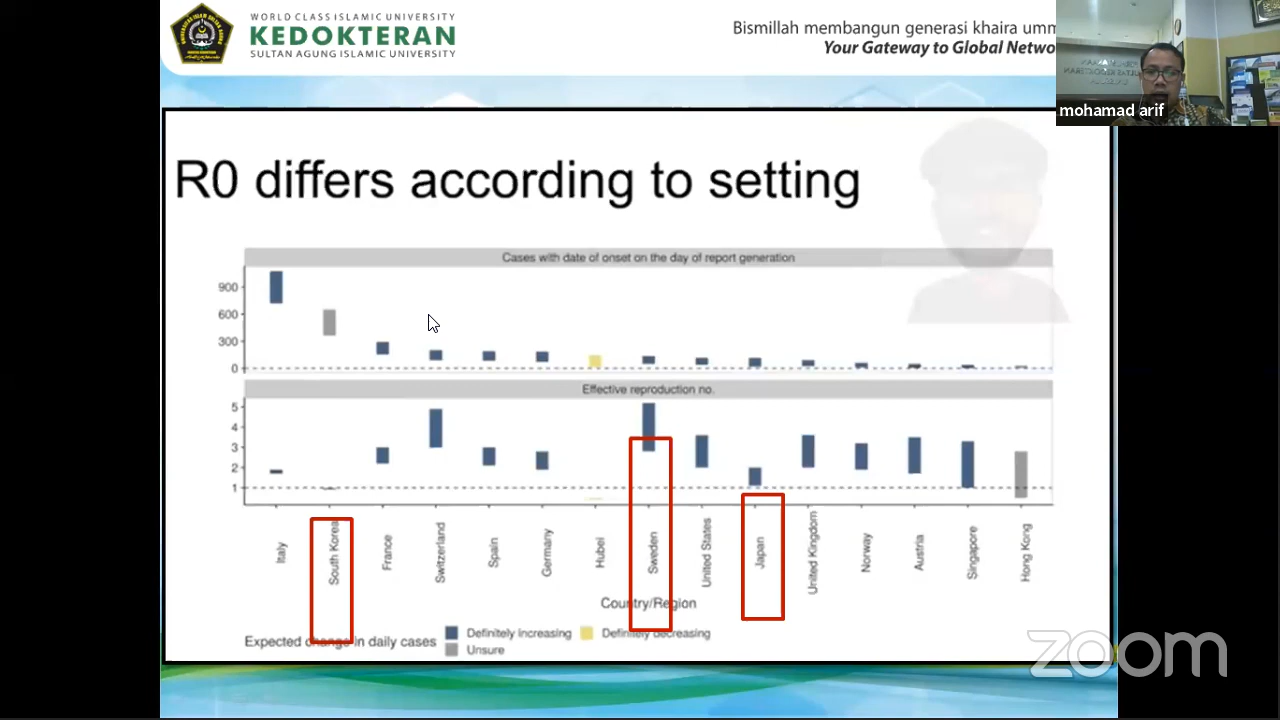 WORLD CLASS ISLAMIC UNIVERSITY
KEDOKTERAN
SULTAN AGUNG ISLAMIC UNIVERSITY
Bismillah membangun generasi khaira umm
Your Gateway to Global Netwo
mohamad arif
R0 differs according to setting
Cases with date of onset on the day of report generation
900
600
300
0
Effective reproduction no.
5
4
3
2
1
Italy
South Korea
France
Switzerland
Spain
Germany
Hubei
Sweden
United States
Japan
United Kingdom
Norway
Austria
Singapore
Hong Kong
Country/Region
Expected change in daily cases
Definitely increasing
Definitely decreasing
Unsure
zoom